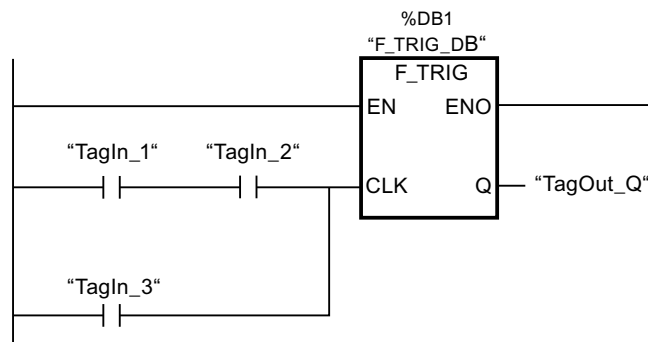 %DB1
“F_TRIG_DB“
F_TRIG
EN ENO
“TagIn_1“ “TagIn_2“
CLK Q “TagOut_Q“
“TagIn_3“